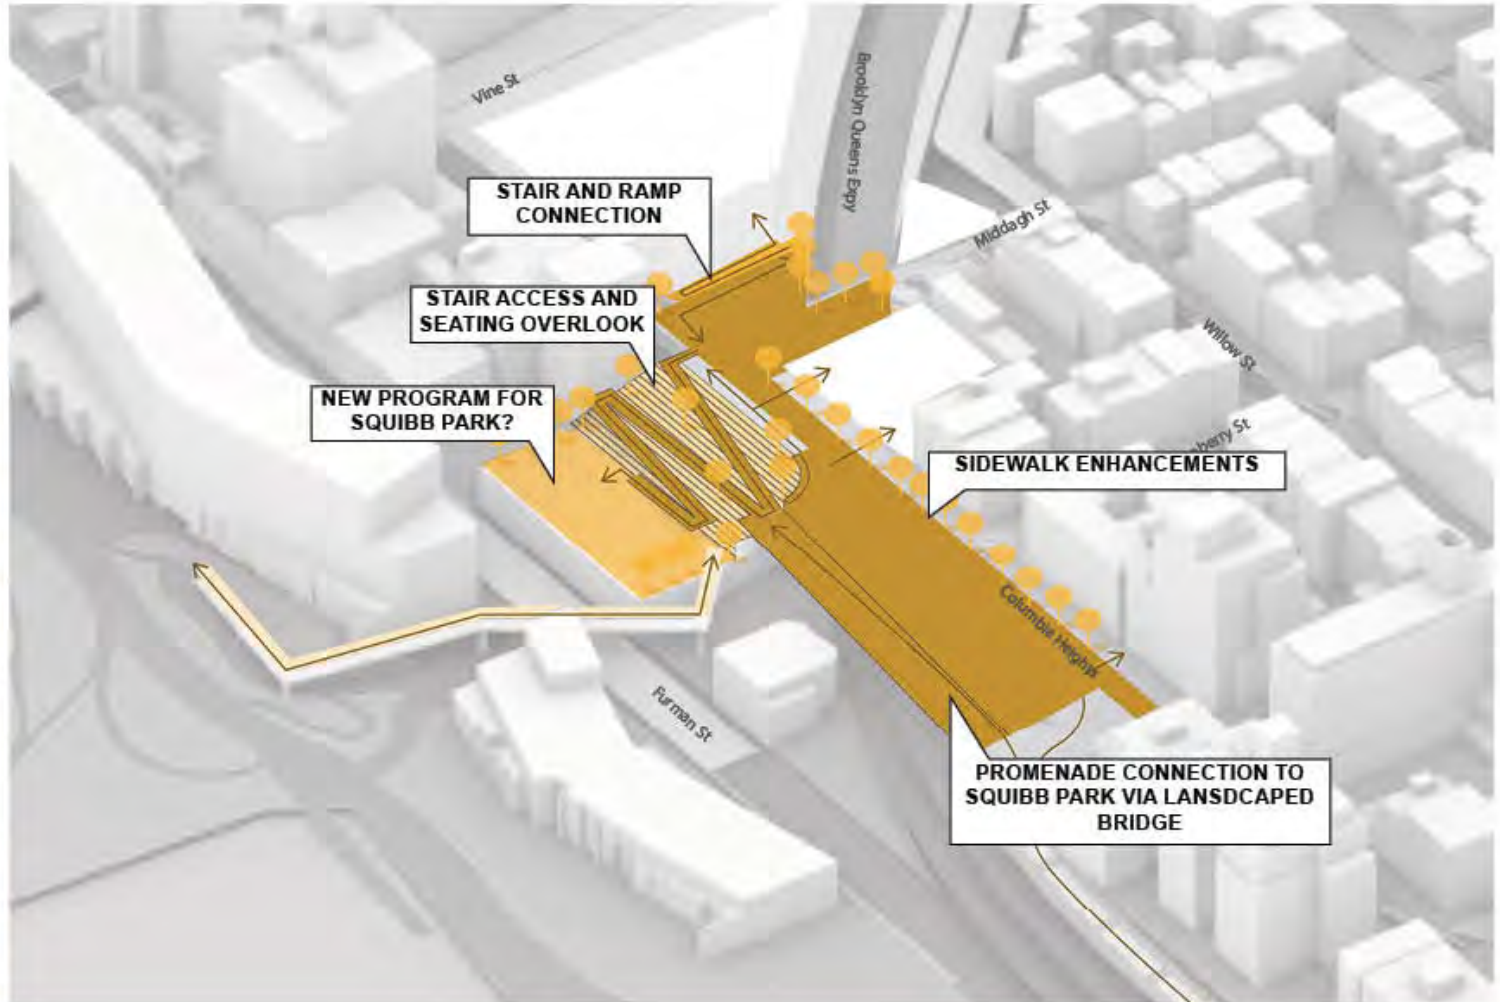 Vine St
Brooklyn Queens Expy
STAIR AND RAMP
CONNECTION
Middagh St
STAIR ACCESS AND
SEATING OVERLOOK
Willow St
NEW PROGRAM FOR
SQUIBB PARK?
St
SIDEWALK ENHANCEMENTS
Columbia Heights
Furman St
PROMENADE CONNECTION TO
SQUIBB PARK VIA LANSDCAPED
BRIDGE